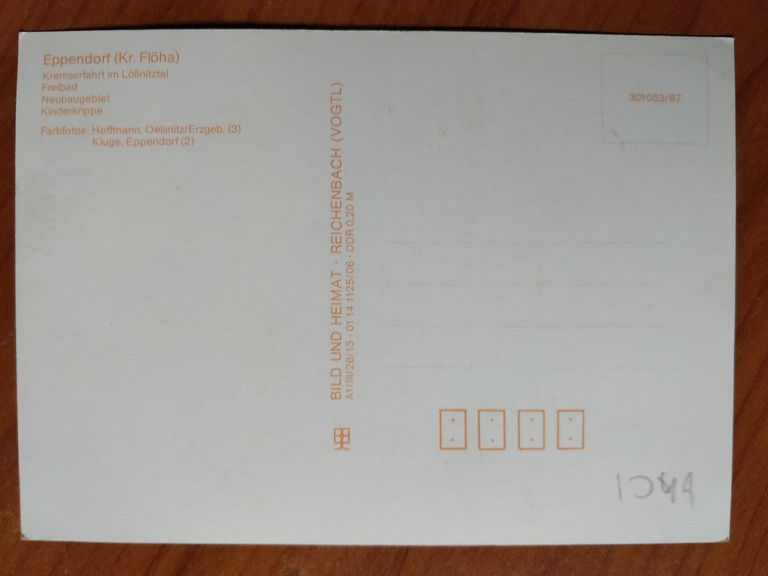 Eppendorf (Kr. Flöha)
Kremserfahrt im Lößnitztal
Freibad
Neubaugebiet
Kinderkrippe
Farbfotos: Hoffmann, Oelsnitz/Erzgeb. (3)
Kluge, Eppendorf (2)
BILD UND HEIMAT · REICHENBACH (VOGTL)
A1/III/26/13 · 01 14 1125/06 · DDR 0,20 M
301053/87